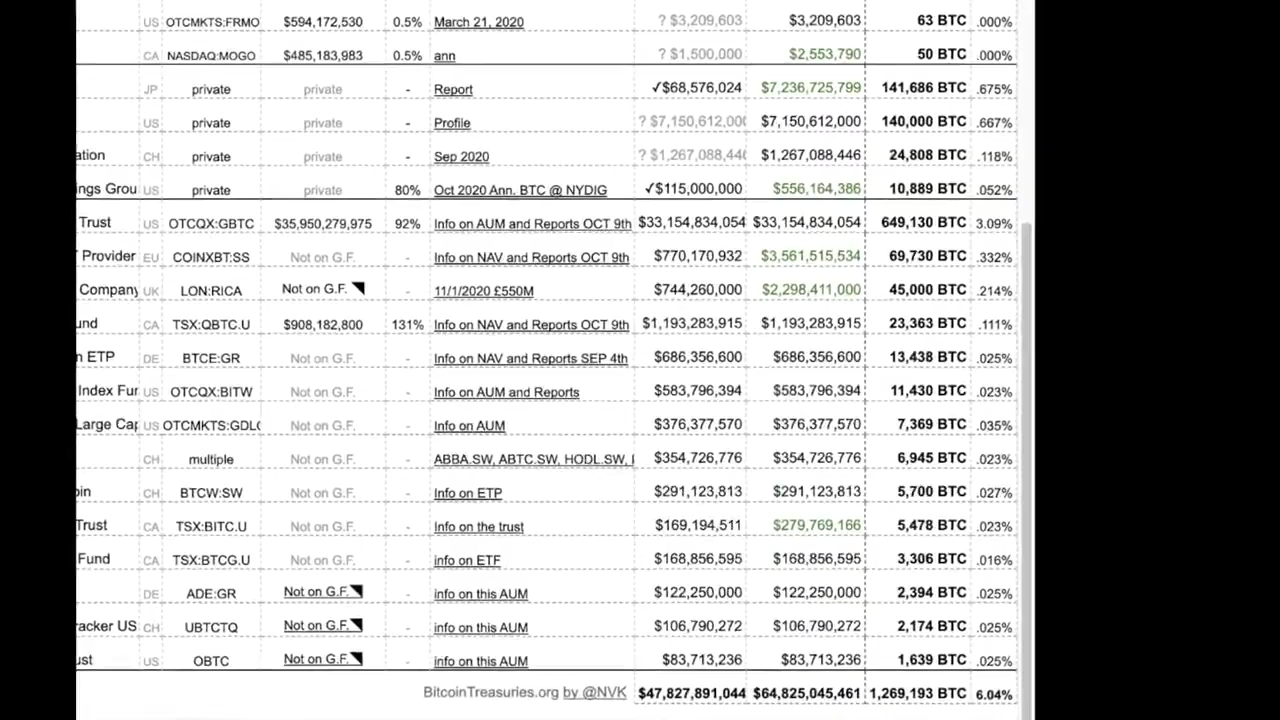 US OTCMKTS:FRMO $594,172,530 0.5% March 21, 2020 ? $3,209,603 $3,209,603 63 BTC .000%
CA NASDAQ:MOGO $485,183,983 0.5% ann ? $1,500,000 $2,553,790 50 BTC .000%
JP private private - Report ✓$68,576,024 $7,236,725,799 141,686 BTC .675%
US private private - Profile ? $7,150,612,000 $7,150,612,000 140,000 BTC .667%
ation CH private private - Sep 2020 ? $1,267,088,446 $1,267,088,446 24,808 BTC .118%
ngs Grou US private private 80% Oct 2020 Ann. BTC @ NYDIG ✓$115,000,000 $556,164,386 10,889 BTC .052%
Trust US OTCQX:GBTC $35,950,279,975 92% Info on AUM and Reports OCT 9th $33,154,834,054 $33,154,834,054 649,130 BTC 3.09%
Provider EU COINXBT:SS Not on G.F. - Info on NAV and Reports OCT 9th $770,170,932 $3,561,515,534 69,730 BTC .332%
Company UK LON:RICA Not on G.F. 11/1/2020 £550M $744,260,000 $2,298,411,000 45,000 BTC .214%
und CA TSX:QBTC.U $908,182,800 131% Info on NAV and Reports OCT 9th $1,193,283,915 $1,193,283,915 23,363 BTC .111%
n ETP DE BTCE:GR Not on G.F. - Info on NAV and Reports SEP 4th $686,356,600 $686,356,600 13,438 BTC .025%
Index Fur US OTCQX:BITW Not on G.F. - Info on AUM and Reports $583,796,394 $583,796,394 11,430 BTC .023%
Large Cap US OTCMKTS:GDLC Not on G.F. - Info on AUM $376,377,570 $376,377,570 7,369 BTC .035%
CH multiple Not on G.F. - ABBA.SW, ABTC.SW, HODL.SW, $354,726,776 $354,726,776 6,945 BTC .023%
oin CH BTCW:SW Not on G.F. - Info on ETP $291,123,813 $291,123,813 5,700 BTC .027%
Trust CA TSX:BITC.U Not on G.F. - Info on the trust $169,194,511 $279,769,166 5,478 BTC .023%
Fund CA TSX:BTCG.U Not on G.F. - info on ETF $168,856,595 $168,856,595 3,306 BTC .016%
DE ADE:GR Not on G.F. - info on this AUM $122,250,000 $122,250,000 2,394 BTC .025%
racker US CH UBTCTQ Not on G.F. - info on this AUM $106,790,272 $106,790,272 2,174 BTC .025%
ust US OBTC Not on G.F. - info on this AUM $83,713,236 $83,713,236 1,639 BTC .025%
BitcoinTreasuries.org by @NVK $47,827,891,044 $64,825,045,461 1,269,193 BTC 6.04%